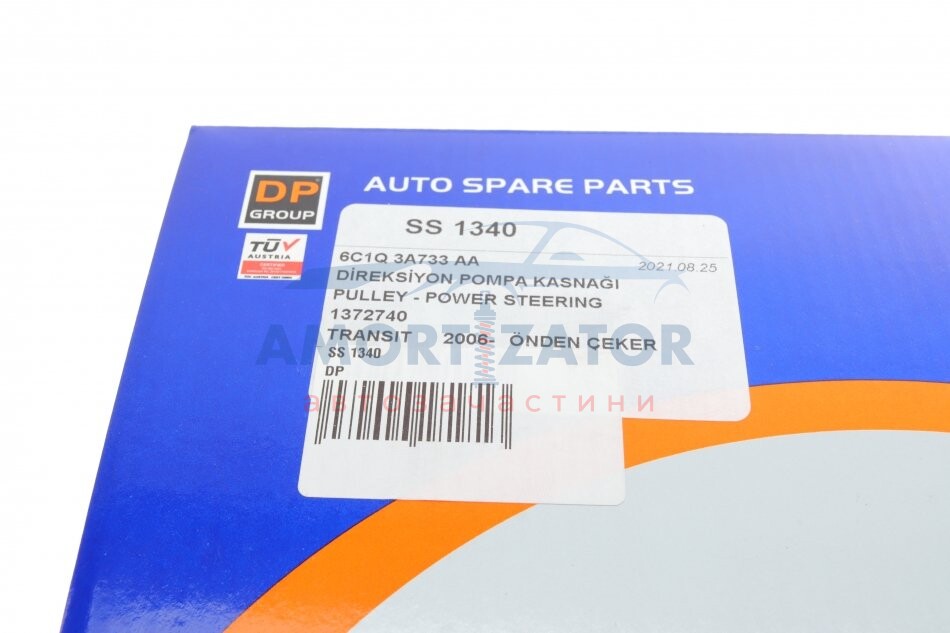 DP
GROUP
AUTO SPARE PARTS
TÜV
AUSTRIA
SS 1340
6C1Q 3A733 AA
2021.08.25
DİREKSİYON POMPA KASNAĞI
PULLEY - POWER STEERING
1372740
TRANSIT 2006- ÖNDEN ÇEKER
SS 1340
DP
AMORTIZATOR
автозапчастини